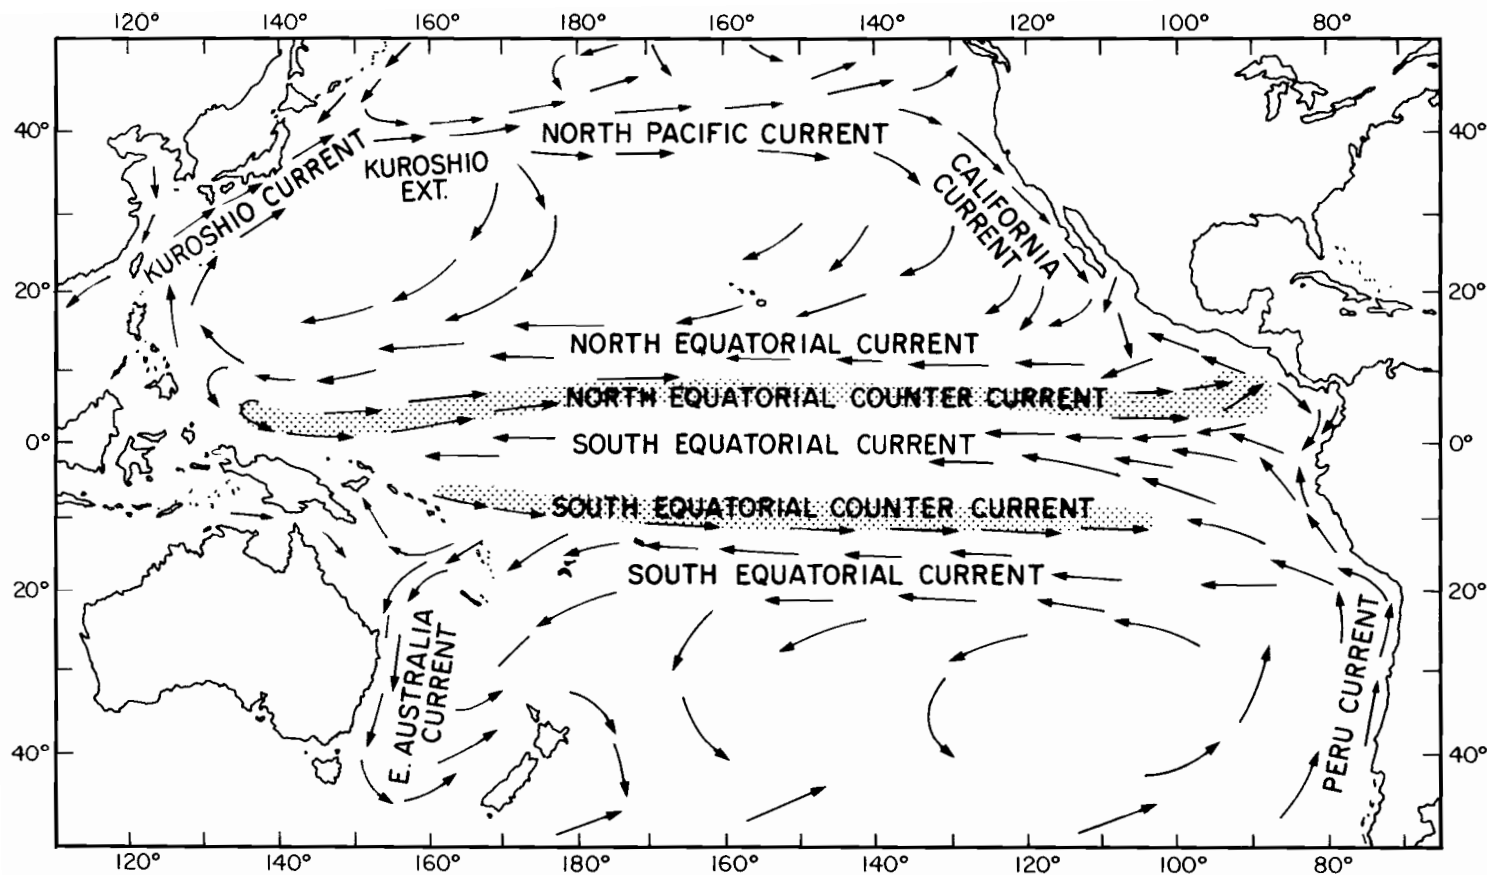 120° 140° 160° 180° 160° 140° 120° 100° 80°
40° 40°
NORTH PACIFIC CURRENT
KUROSHIO CURRENT
KUROSHIO
EXT.
CALIFORNIA
CURRENT
20° 20°
NORTH EQUATORIAL CURRENT
NORTH EQUATORIAL COUNTER CURRENT
0° 0°
SOUTH EQUATORIAL CURRENT
SOUTH EQUATORIAL COUNTER CURRENT
SOUTH EQUATORIAL CURRENT
20° 20°
E. AUSTRALIA
CURRENT
PERU CURRENT
40° 40°
120° 140° 160° 180° 160° 140° 120° 100° 80°